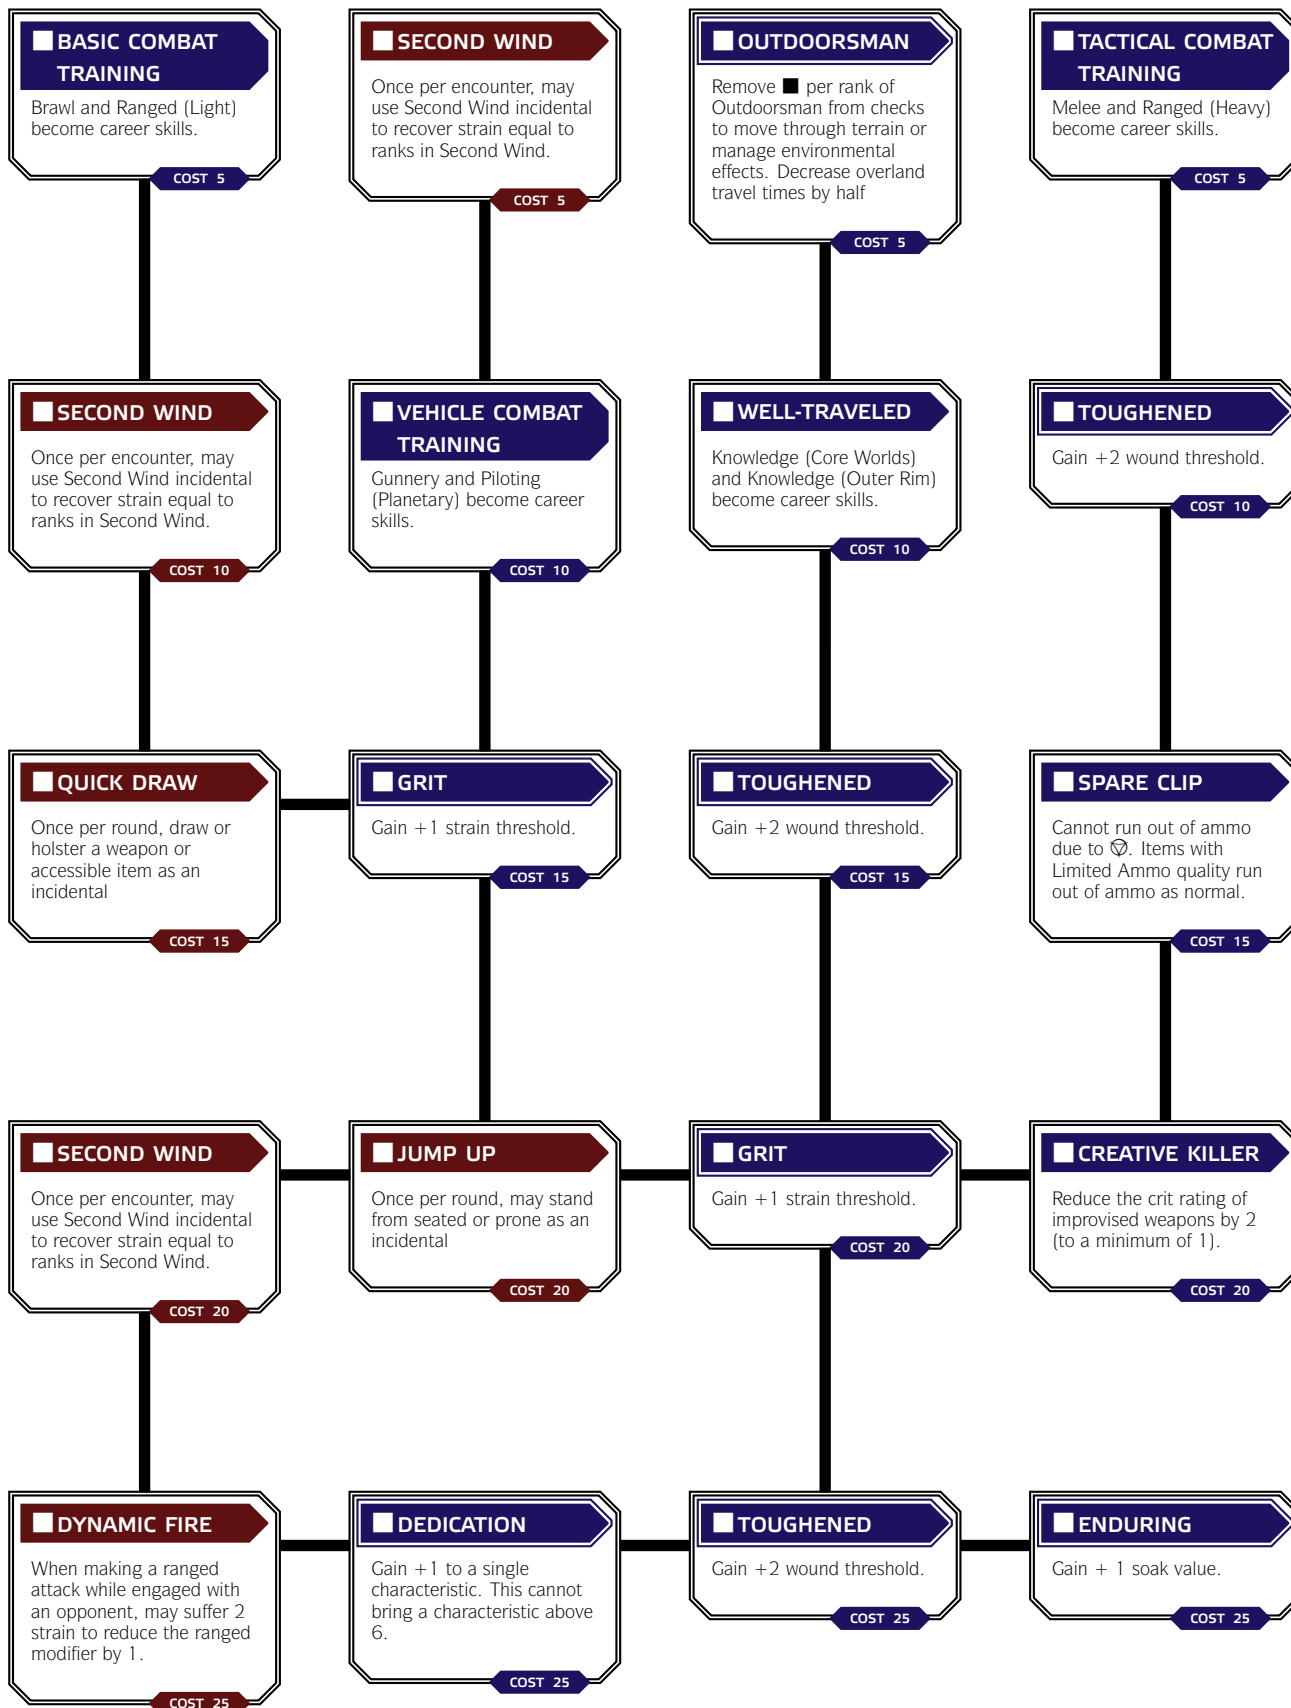 BASIC COMBAT
TRAINING
Brawl and Ranged (Light)
become career skills.
COST 5
SECOND WIND
Once per encounter, may
use Second Wind incidental
to recover strain equal to
ranks in Second Wind.
COST 5
OUTDOORSMAN
Remove ■ per rank of
Outdoorsman from checks
to move through terrain or
manage environmental
effects. Decrease overland
travel times by half
COST 5
TACTICAL COMBAT
TRAINING
Melee and Ranged (Heavy)
become career skills.
COST 5
SECOND WIND
Once per encounter, may
use Second Wind incidental
to recover strain equal to
ranks in Second Wind.
COST 10
VEHICLE COMBAT
TRAINING
Gunnery and Piloting
(Planetary) become career
skills.
COST 10
WELL-TRAVELED
Knowledge (Core Worlds)
and Knowledge (Outer Rim)
become career skills.
COST 10
TOUGHENED
Gain +2 wound threshold.
COST 10
QUICK DRAW
Once per round, draw or
holster a weapon or
accessible item as an
incidental
COST 15
GRIT
Gain +1 strain threshold.
COST 15
TOUGHENED
Gain +2 wound threshold.
COST 15
SPARE CLIP
Cannot run out of ammo
due to . Items with
Limited Ammo quality run
out of ammo as normal.
COST 15
SECOND WIND
Once per encounter, may
use Second Wind incidental
to recover strain equal to
ranks in Second Wind.
COST 20
JUMP UP
Once per round, may stand
from seated or prone as an
incidental
COST 20
GRIT
Gain +1 strain threshold.
COST 20
CREATIVE KILLER
Reduce the crit rating of
improvised weapons by 2
(to a minimum of 1).
COST 20
DYNAMIC FIRE
When making a ranged
attack while engaged with
an opponent, may suffer 2
strain to reduce the ranged
modifier by 1.
COST 25
DEDICATION
Gain +1 to a single
characteristic. This cannot
bring a characteristic above
6.
COST 25
TOUGHENED
Gain +2 wound threshold.
COST 25
ENDURING
Gain + 1 soak value.
COST 25